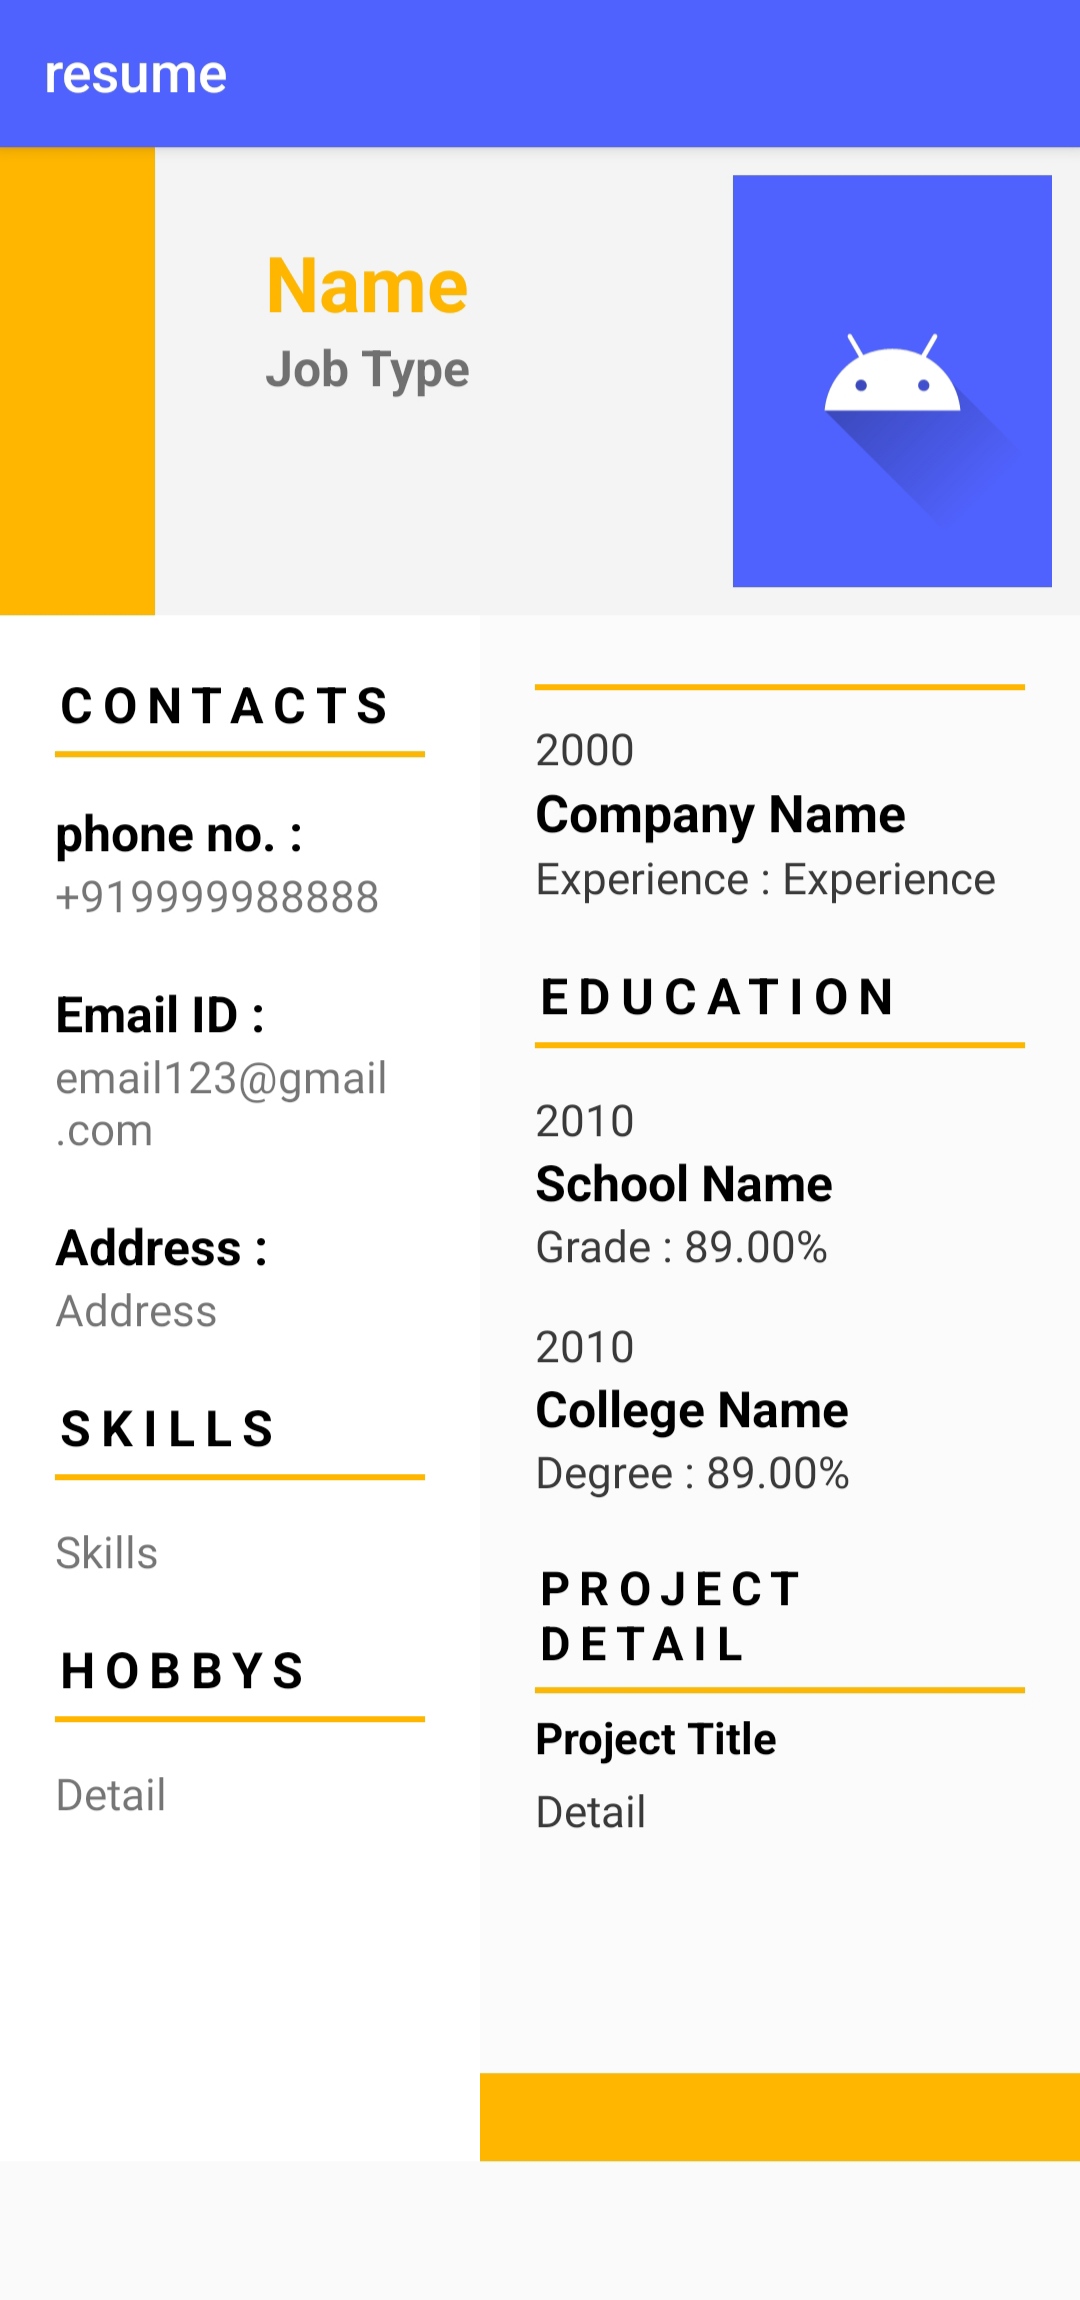 resume
Name
Job Type
CONTACTS
phone no. :
+919999988888
Email ID :
email123@gmail
.com
Address :
Address
SKILLS
Skills
HOBBYS
Detail
2000
Company Name
Experience : Experience
EDUCATION
2010
School Name
Grade : 89.00%
2010
College Name
Degree : 89.00%
PROJECT
DETAIL
Project Title
Detail